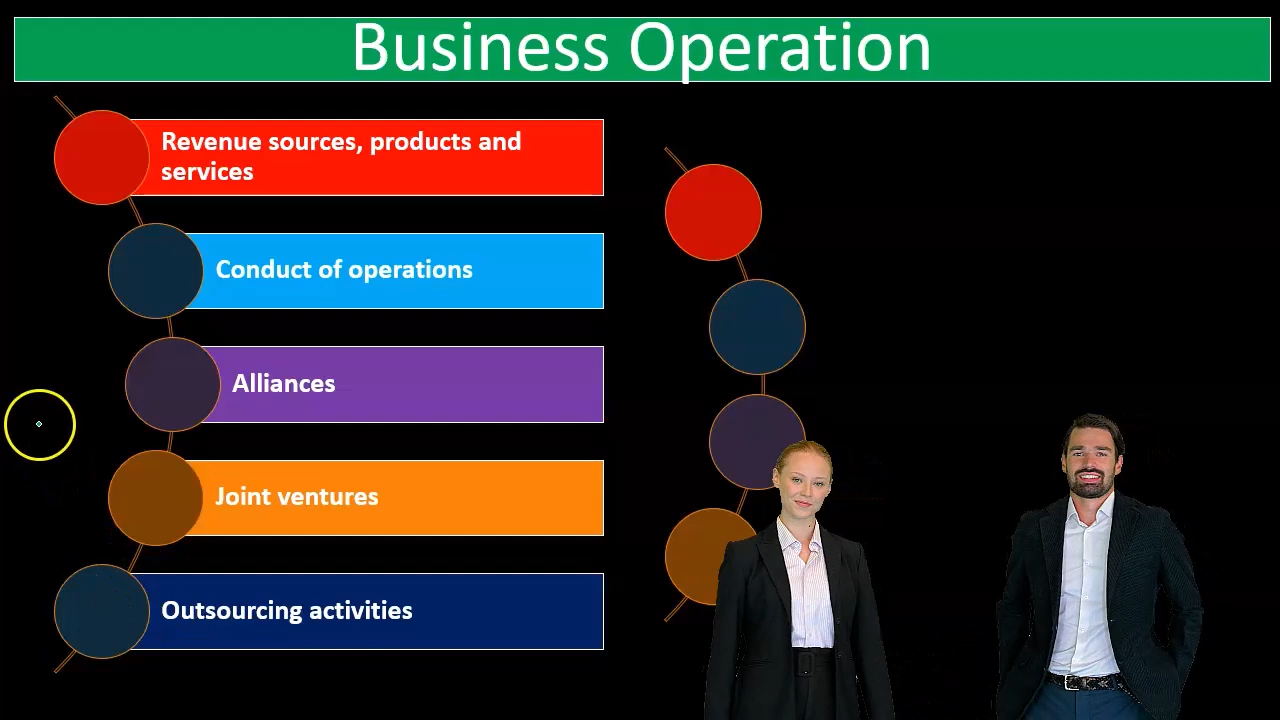 Business Operation
Revenue sources, products and
services
Conduct of operations
Alliances
Joint ventures
Outsourcing activities